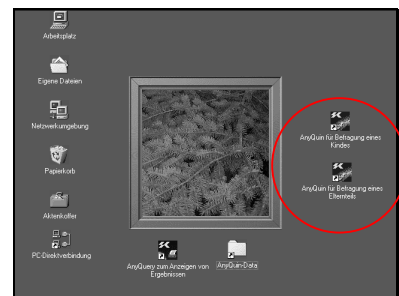 Arbeitsplatz
Eigene Dateien
Netzwerkumgebung
Papierkorb
Aktenkoffer
PC-Direktverbindung
AnyQuin für Befragung eines
Kindes
AnyQuin für Befragung eines
Elternteils
AnyQuery zum Anzeigen von
Ergebnissen
AnyQuin-Data